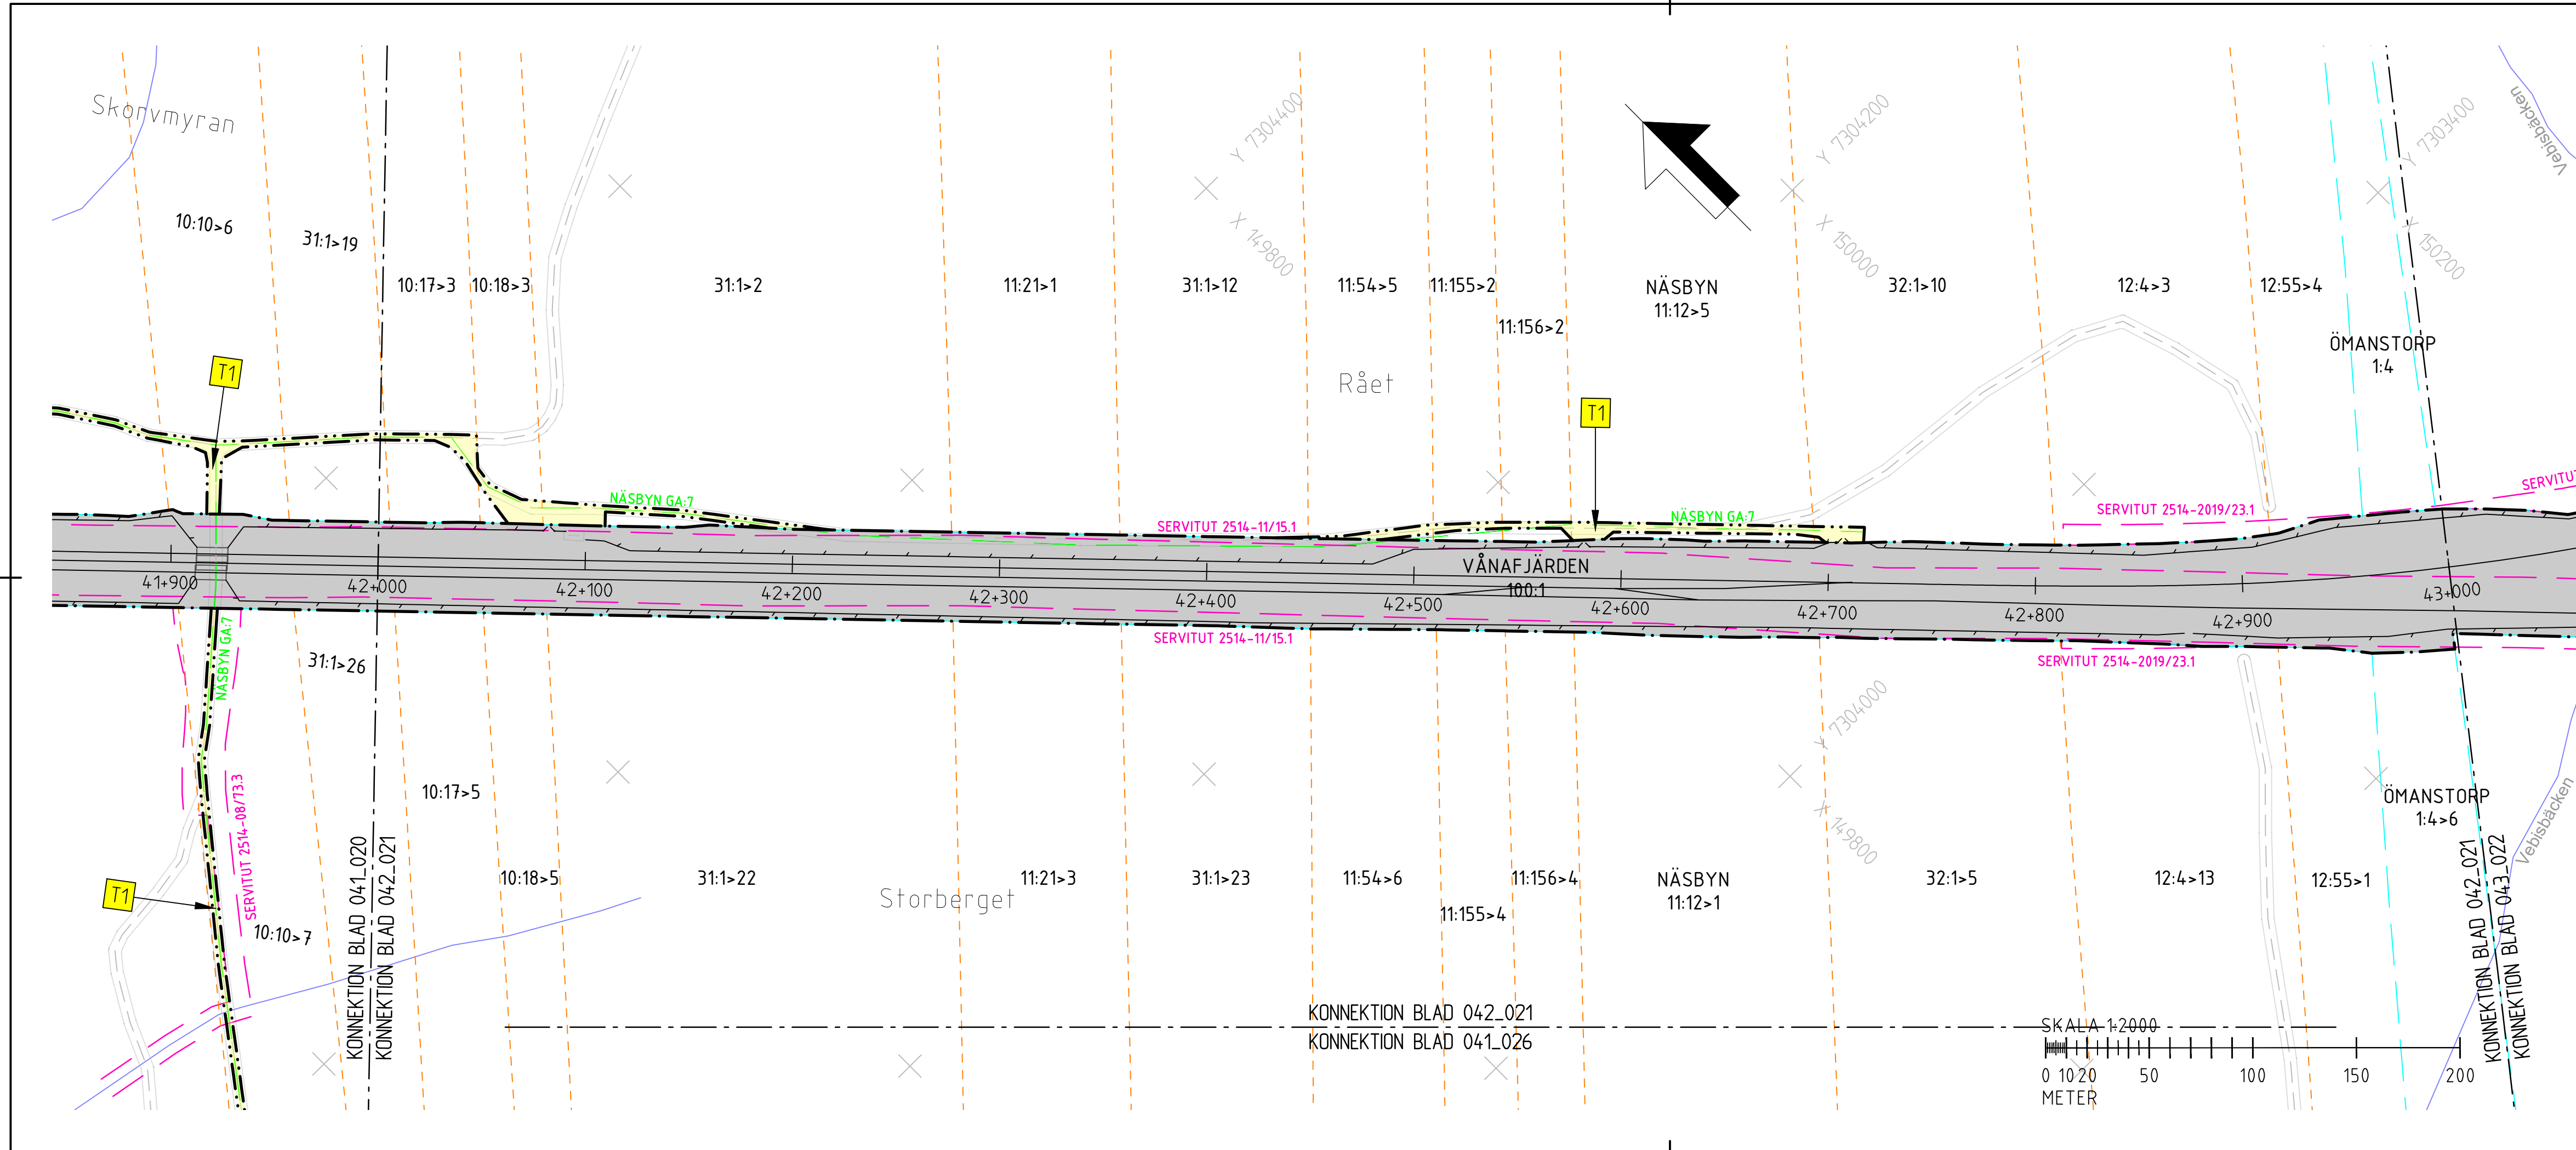 Skorvmyran
10:10>6
31:1>19
10:17>3
10:18>3
31:1>2
11:21>1
31:1>12
11:54>5
11:155>2
11:156>2
NÄSBYN
11:12>5
32:1>10
12:4>3
12:55>4
ÖMANSTORP
1:4
Y 7304400
X 149800
Y 7304200
X 150000
Y 7303400
X 150200
Vebisbäcken
Rået
T1
T1
NÄSBYN GA:7
SERVITUT 2514-11/15.1
NÄSBYN GA:7
SERVITUT 2514-2019/23.1
VÅNAFJÄRDEN
100:1
41+900
42+000
42+100
42+200
42+300
42+400
42+500
42+600
42+700
42+800
42+900
43+000
SERVITUT 2514-11/15.1
SERVITUT 2514-2019/23.1
NÄSBYN GA:7
SERVITUT 2514-08/73.3
T1
31:1>26
10:17>5
10:10>7
10:18>5
31:1>22
Storberget
11:21>3
31:1>23
11:54>6
11:155>4
11:156>4
NÄSBYN
11:12>1
32:1>5
12:4>13
12:55>1
ÖMANSTORP
1:4>6
Y 7304000
X 149800
Vebisbäcken
KONNEKTION BLAD 041_020
KONNEKTION BLAD 042_021
KONNEKTION BLAD 042_021
KONNEKTION BLAD 041_026
KONNEKTION BLAD 042_021
KONNEKTION BLAD 043_022
SKALA 1:2000
0 10 20 50 100 150 200
METER